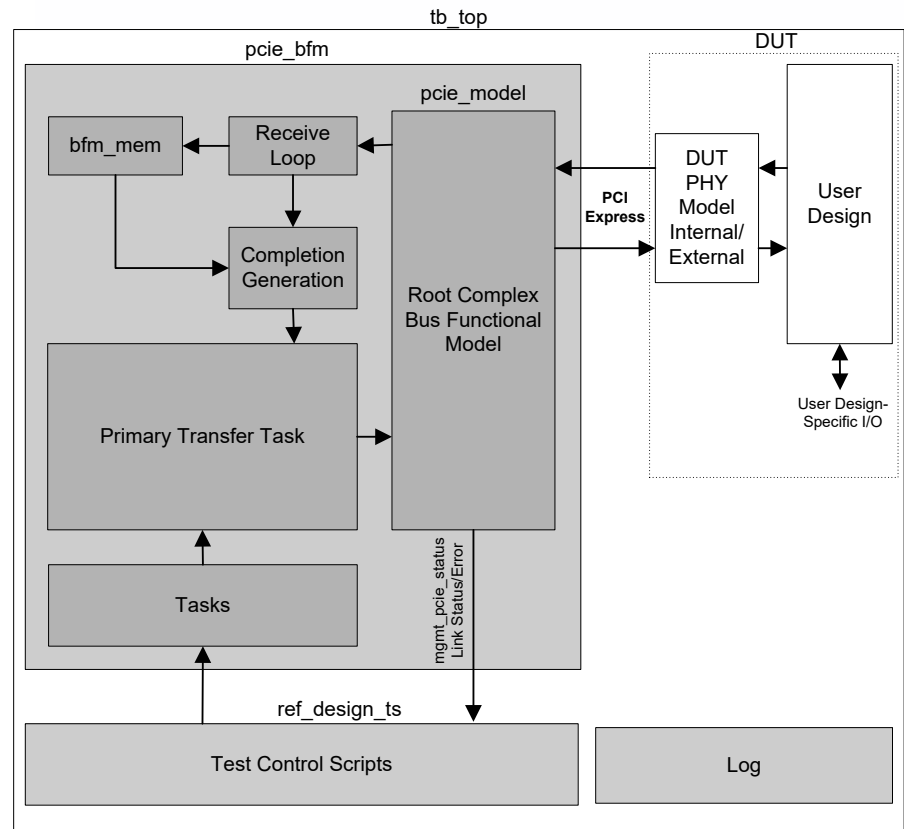 tb_top
pcie_bfm
DUT
pcie_model
bfm_mem
Receive
Loop
Completion
Generation
Root Complex
Bus Functional
Model
PCI
Express
DUT
PHY
Model
Internal/
External
User
Design
User Design-
Specific I/O
Primary Transfer Task
Tasks
mgmt_pcie_status
Link Status/Error
ref_design_ts
Test Control Scripts
Log